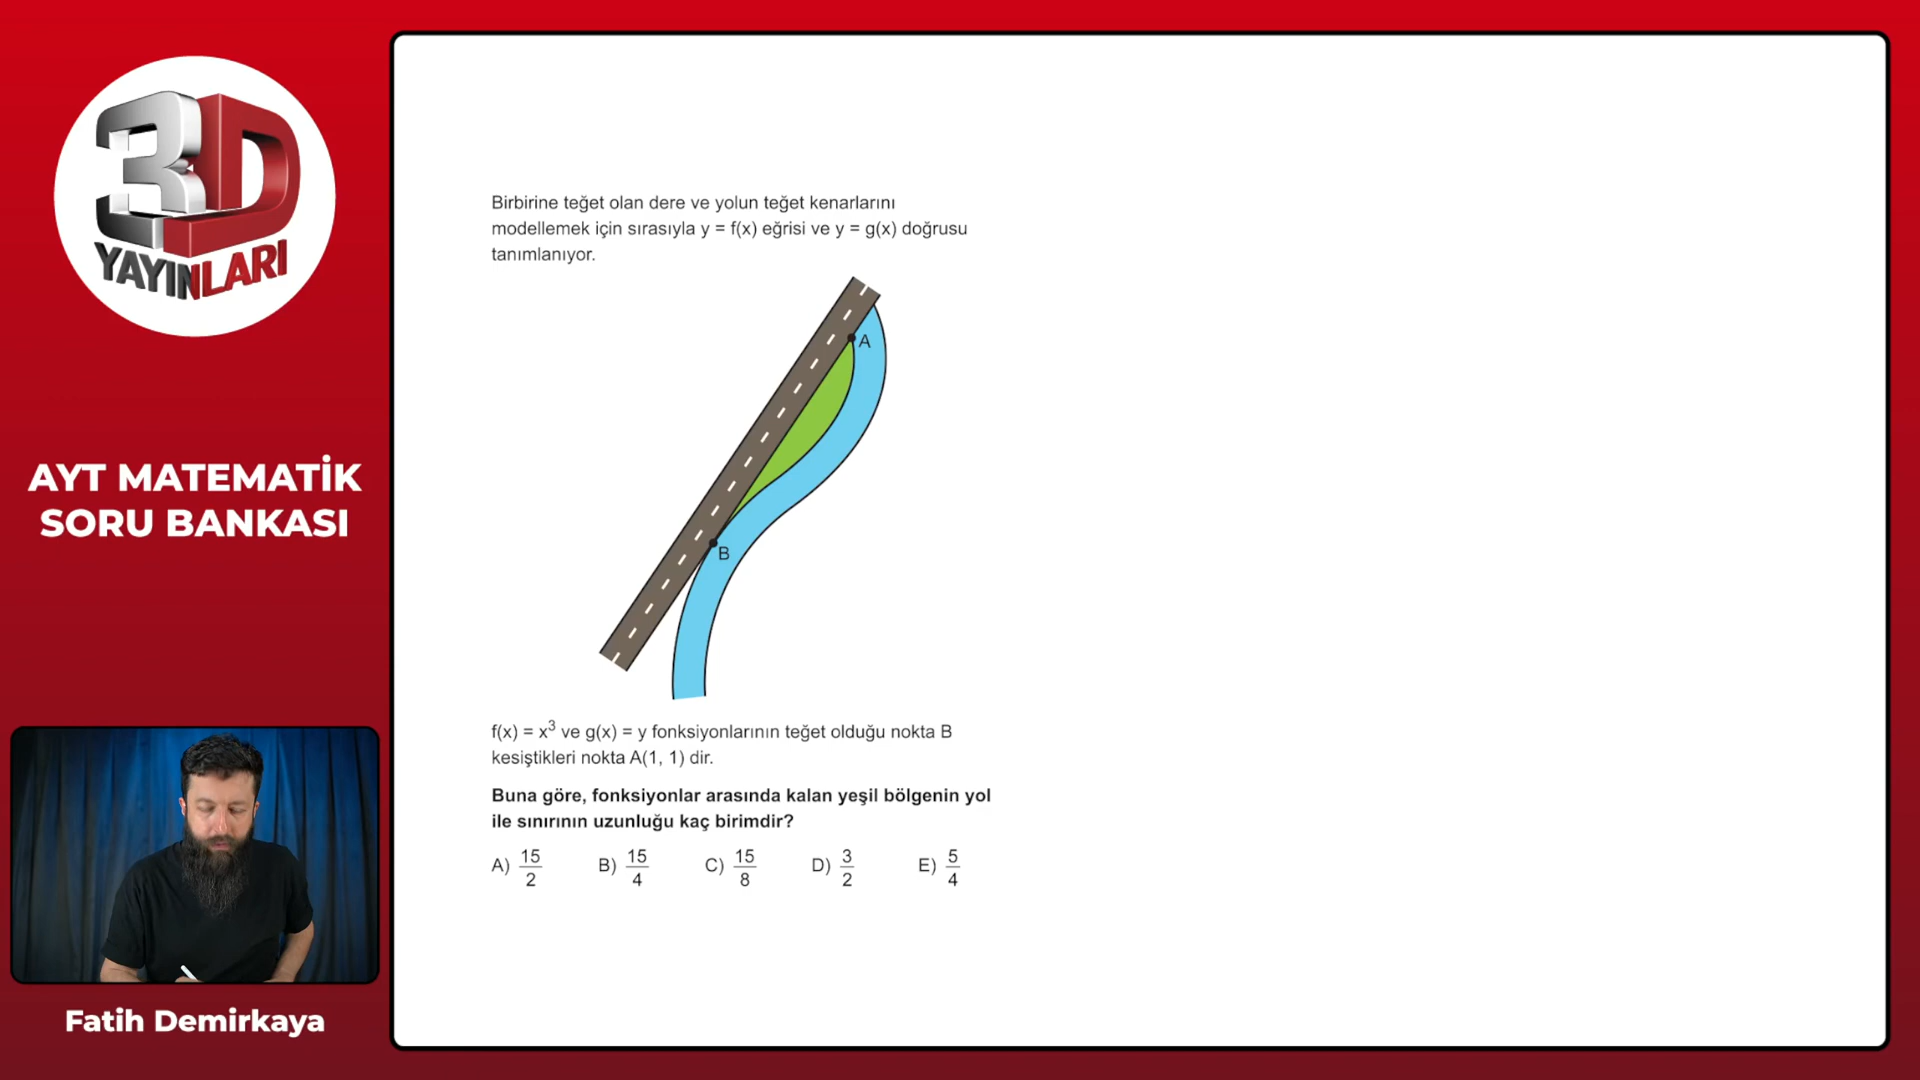 3D
YAYINLARI
AYT MATEMATİK
SORU BANKASI
Fatih Demirkaya
Birbirine teğet olan dere ve yolun teğet kenarlarını
modellemek için sırasıyla y = f(x) eğrisi ve y = g(x) doğrusu
tanımlanıyor.
A
B
f(x) = x³ ve g(x) = y fonksiyonlarının teğet olduğu nokta B
kesiştikleri nokta A(1, 1) dir.
Buna göre, fonksiyonlar arasında kalan yeşil bölgenin yol
ile sınırının uzunluğu kaç birimdir?
A) 15/2 B) 15/4 C) 15/8 D) 3/2 E) 5/4